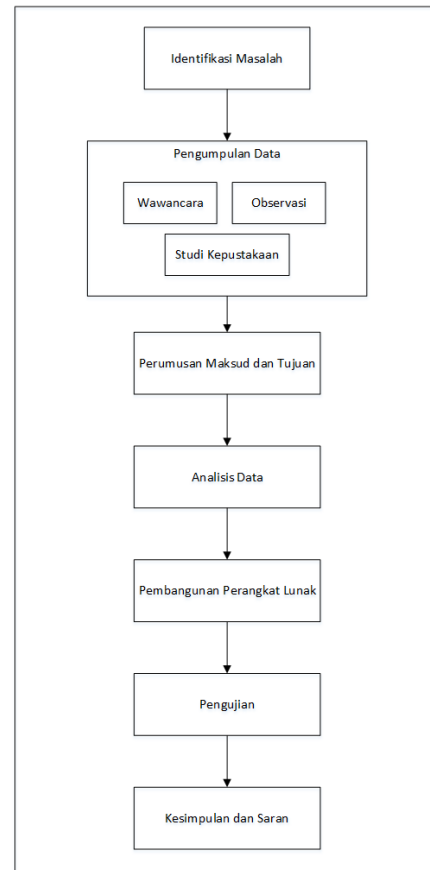 Identifikasi Masalah
Pengumpulan Data
Wawancara
Observasi
Studi Kepustakaan
Perumusan Maksud dan Tujuan
Analisis Data
Pembangunan Perangkat Lunak
Pengujian
Kesimpulan dan Saran